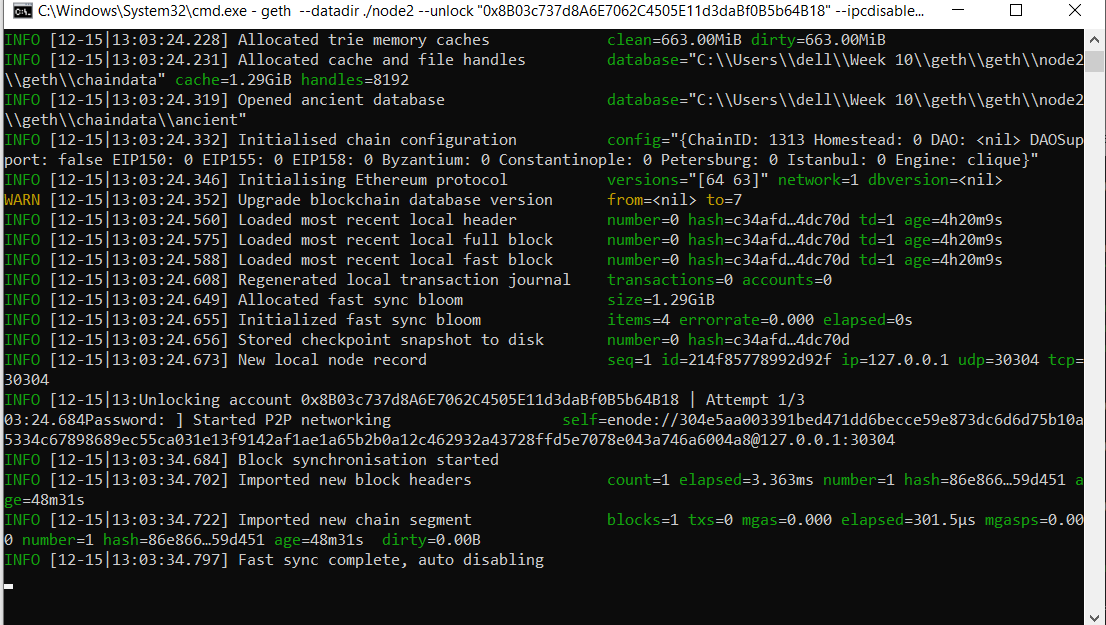 C:\Windows\System32\cmd.exe - geth --datadir ./node2 --unlock "0x8B03c737d8A6E7062C4505E11d3daBf0B5b64B18" --ipcdisable...
INFO [12-15|13:03:24.228] Allocated trie memory caches clean=663.00MiB dirty=663.00MiB
INFO [12-15|13:03:24.231] Allocated cache and file handles database="C:\\Users\\dell\\Week 10\\geth\\geth\\node2
\\geth\\chaindata" cache=1.29GiB handles=8192
INFO [12-15|13:03:24.319] Opened ancient database database="C:\\Users\\dell\\Week 10\\geth\\geth\\node2
\\geth\\chaindata\\ancient"
INFO [12-15|13:03:24.332] Initialised chain configuration config="{ChainID: 1313 Homestead: 0 DAO: <nil> DAOSup
port: false EIP150: 0 EIP155: 0 EIP158: 0 Byzantium: 0 Constantinople: 0 Petersburg: 0 Istanbul: 0 Engine: clique}"
INFO [12-15|13:03:24.346] Initialising Ethereum protocol versions="[64 63]" network=1 dbversion=<nil>
WARN [12-15|13:03:24.352] Upgrade blockchain database version from=<nil> to=7
INFO [12-15|13:03:24.560] Loaded most recent local header number=0 hash=c34afd…4dc70d td=1 age=4h20m9s
INFO [12-15|13:03:24.575] Loaded most recent local full block number=0 hash=c34afd…4dc70d td=1 age=4h20m9s
INFO [12-15|13:03:24.588] Loaded most recent local fast block number=0 hash=c34afd…4dc70d td=1 age=4h20m9s
INFO [12-15|13:03:24.608] Regenerated local transaction journal transactions=0 accounts=0
INFO [12-15|13:03:24.649] Allocated fast sync bloom size=1.29GiB
INFO [12-15|13:03:24.655] Initialized fast sync bloom items=4 errorrate=0.000 elapsed=0s
INFO [12-15|13:03:24.656] Stored checkpoint snapshot to disk number=0 hash=c34afd…4dc70d
INFO [12-15|13:03:24.673] New local node record seq=1 id=214f85778992d92f ip=127.0.0.1 udp=30304 tcp=
30304
INFO [12-15|13:Unlocking account 0x8B03c737d8A6E7062C4505E11d3daBf0B5b64B18 | Attempt 1/3
03:24.684Password: ] Started P2P networking self=enode://304e5aa003391bed471dd6becce59e873dc6d6d75b10a
5334c67898689ec55ca031e13f9142af1ae1a65b2b0a12c462932a43728ffd5e7078e043a746a6004a8@127.0.0.1:30304
INFO [12-15|13:03:34.684] Block synchronisation started
INFO [12-15|13:03:34.702] Imported new block headers count=1 elapsed=3.363ms number=1 hash=86e866…59d451 a
ge=48m31s
INFO [12-15|13:03:34.722] Imported new chain segment blocks=1 txs=0 mgas=0.000 elapsed=301.5µs mgasps=0.00
0 number=1 hash=86e866…59d451 age=48m31s dirty=0.00B
INFO [12-15|13:03:34.797] Fast sync complete, auto disabling